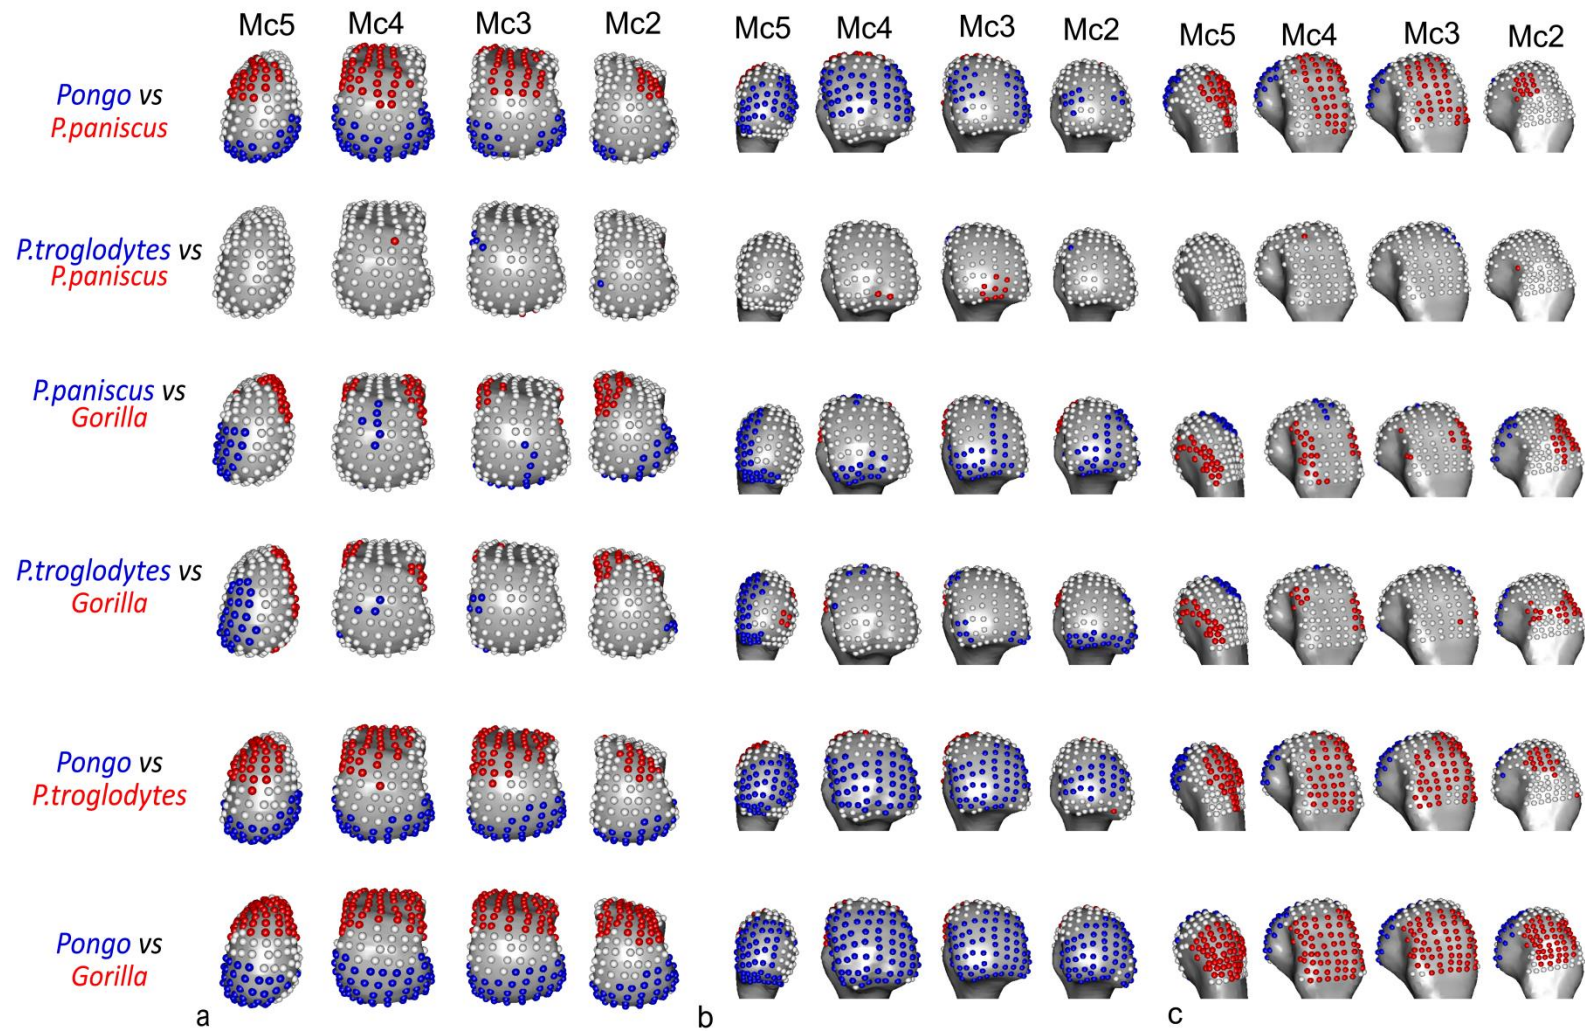 Mc5 Mc4 Mc3 Mc2 Mc5 Mc4 Mc3 Mc2 Mc5 Mc4 Mc3 Mc2
Pongo vs
P.paniscus
P.troglodytes vs
P.paniscus
P.paniscus vs
Gorilla
P.troglodytes vs
Gorilla
Pongo vs
P.troglodytes
Pongo vs
Gorilla
a b c